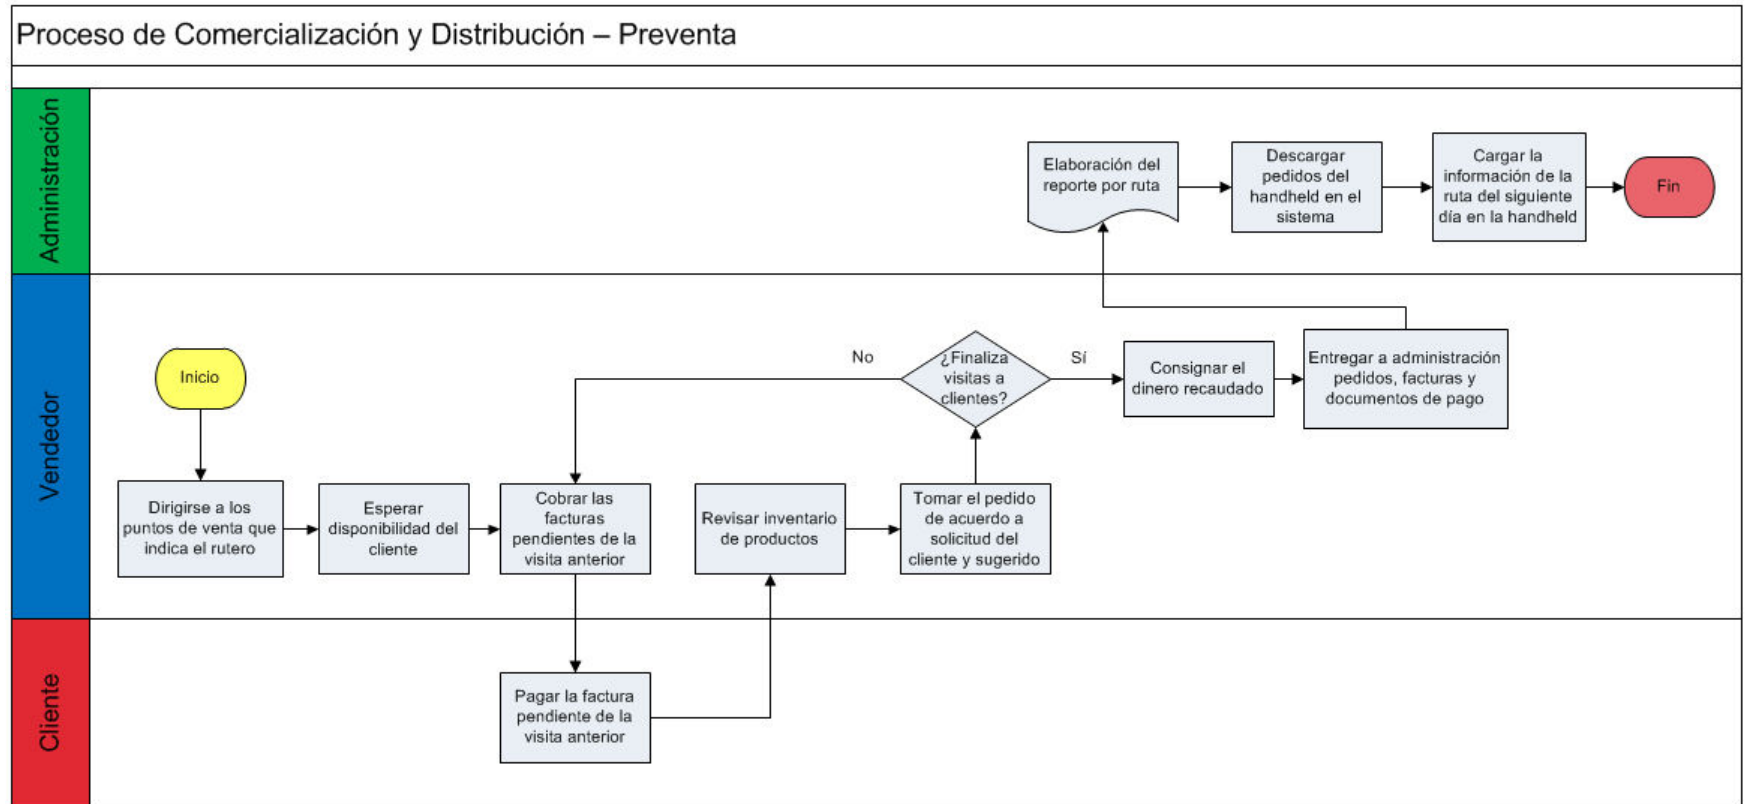 Proceso de Comercialización y Distribución – Preventa
Administración
Elaboración del
reporte por ruta
Descargar
pedidos del
handheld en el
sistema
Cargar la
información de la
ruta del siguiente
día en la handheld
Fin
Vendedor
Inicio
Dirigirse a los
puntos de venta que
indica el rutero
Esperar
disponibilidad del
cliente
Cobrar las
facturas
pendientes de la
visita anterior
Revisar inventario
de productos
Tomar el pedido
de acuerdo a
solicitud del
cliente y sugerido
No
¿Finaliza
visitas a
clientes?
Sí
Consignar el
dinero recaudado
Entregar a administración
pedidos, facturas y
documentos de pago
Cliente
Pagar la factura
pendiente de la
visita anterior